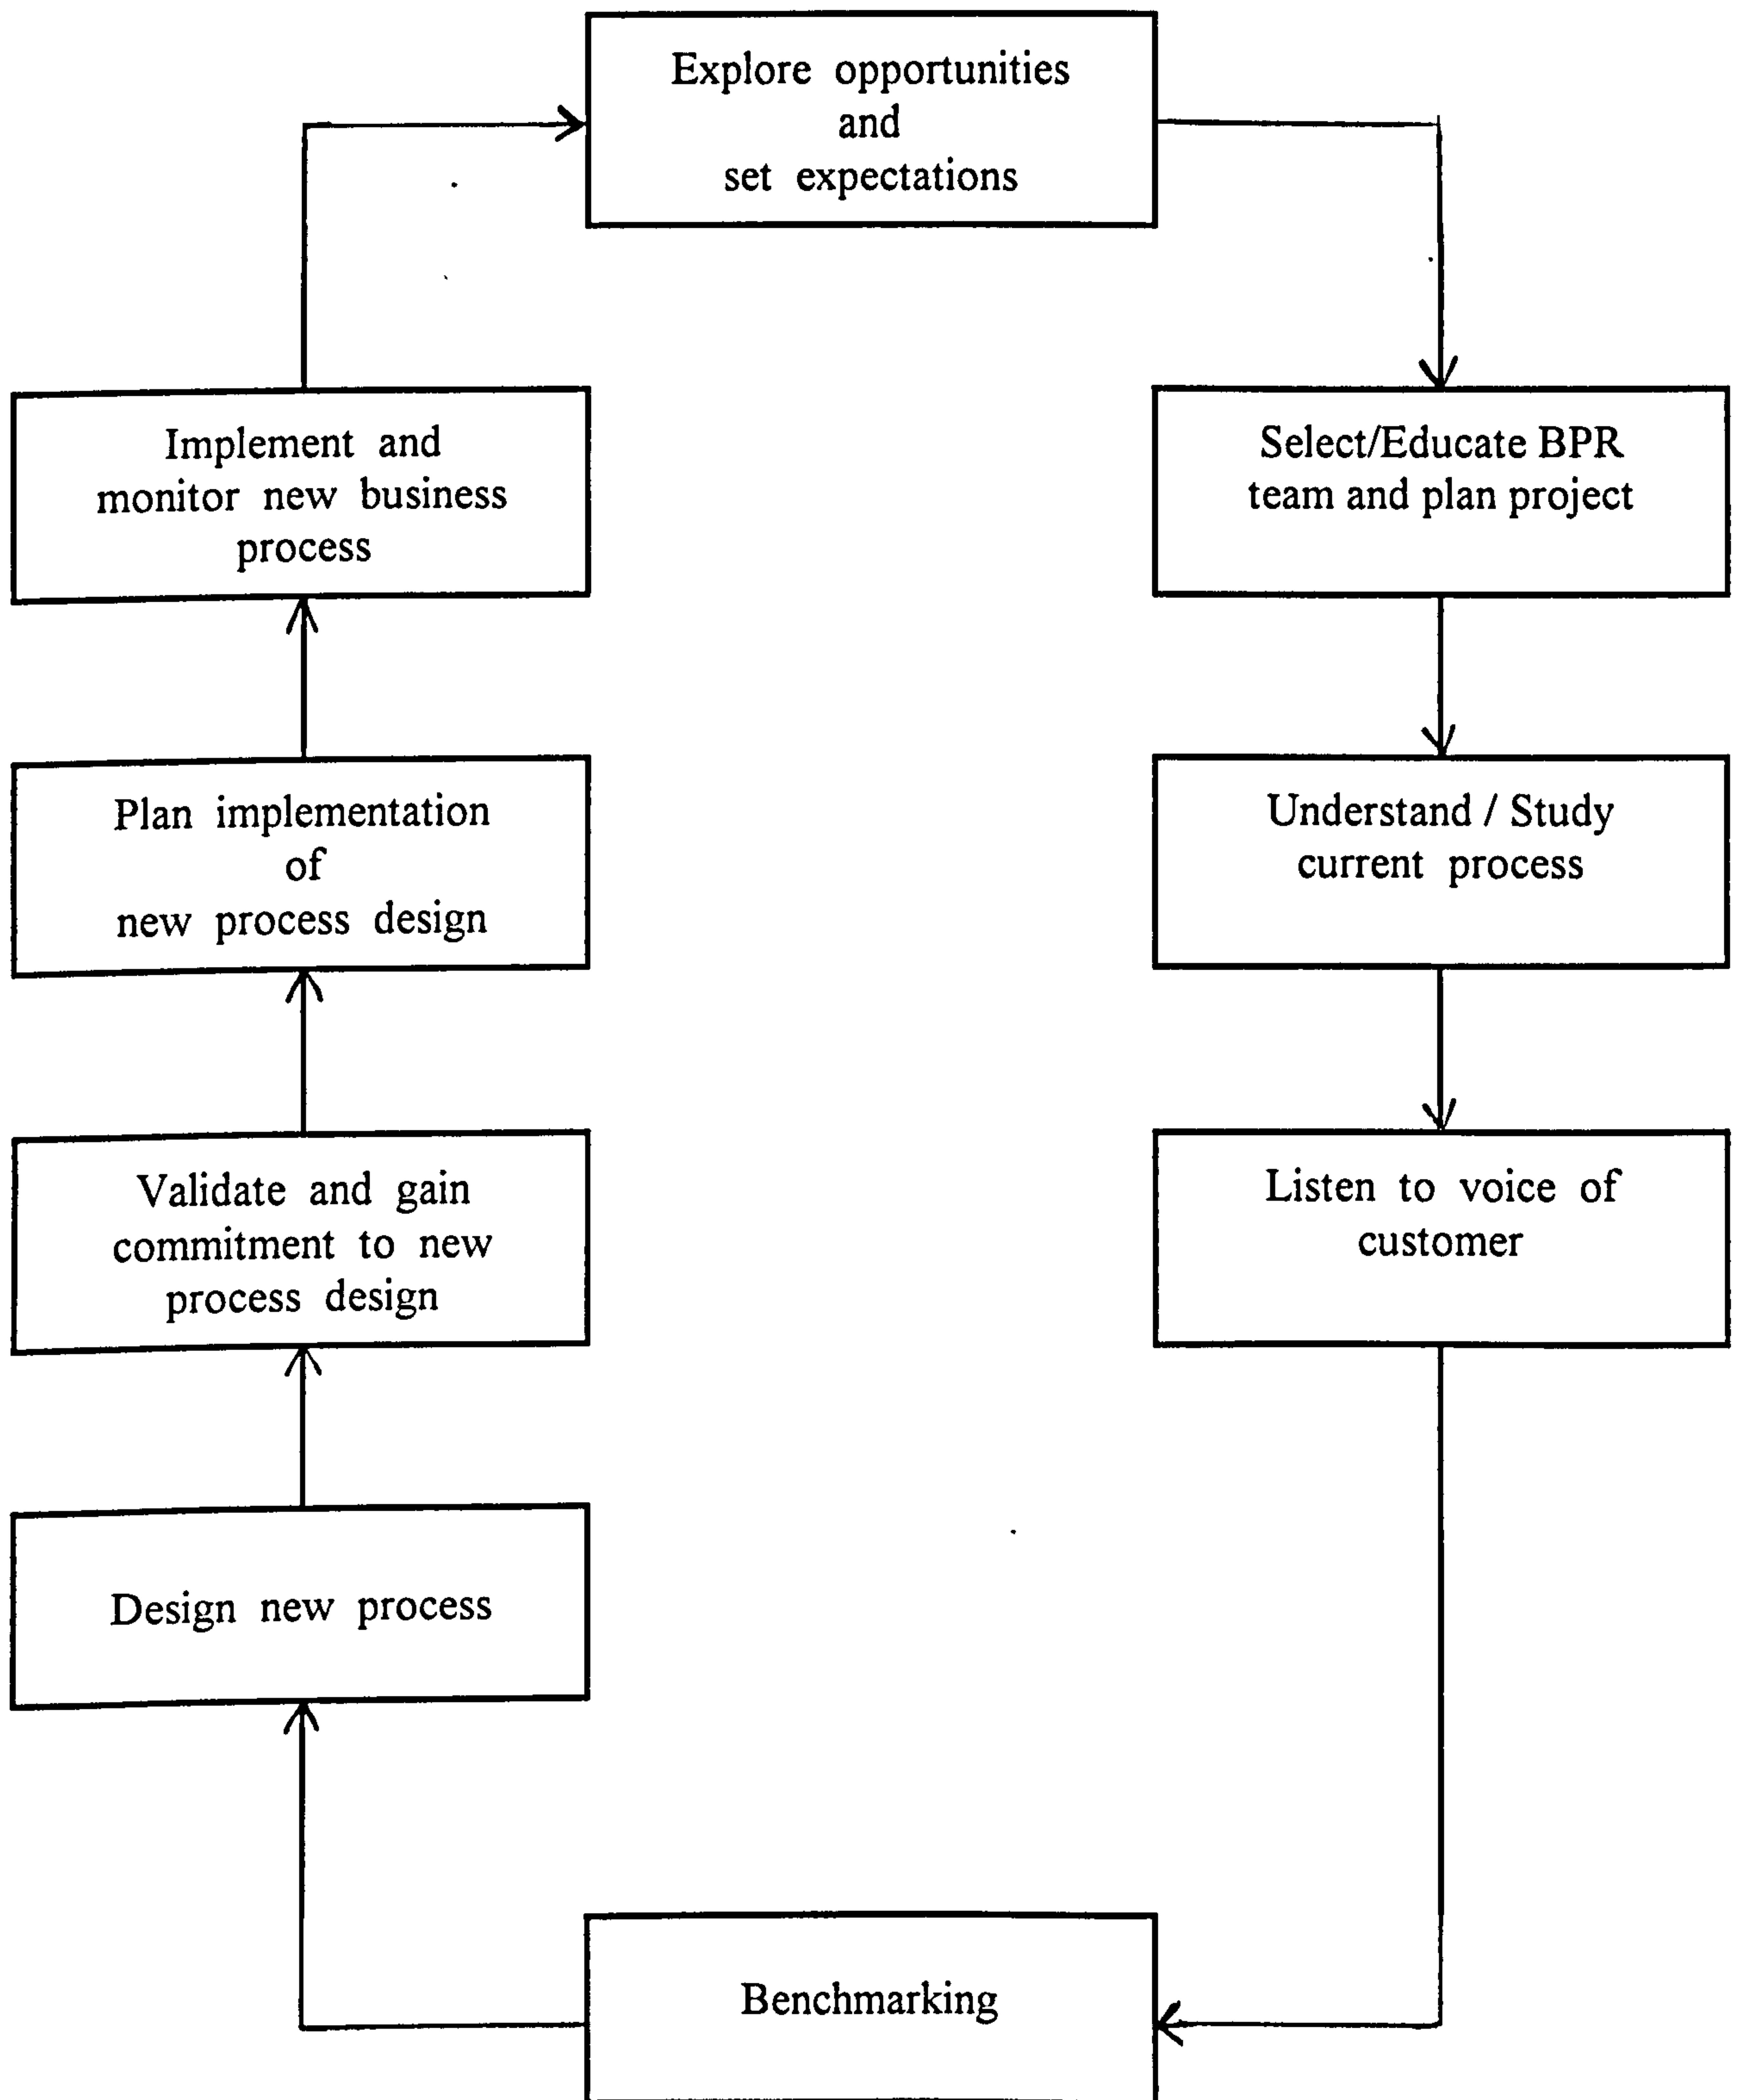 Explore opportunities
and
set expectations
Select/Educate BPR
team and plan project
Understand / Study
current process
Listen to voice of
customer
Benchmarking
Design new process
Validate and gain
commitment to new
process design
Plan implementation
of
new process design
Implement and
monitor new business
process